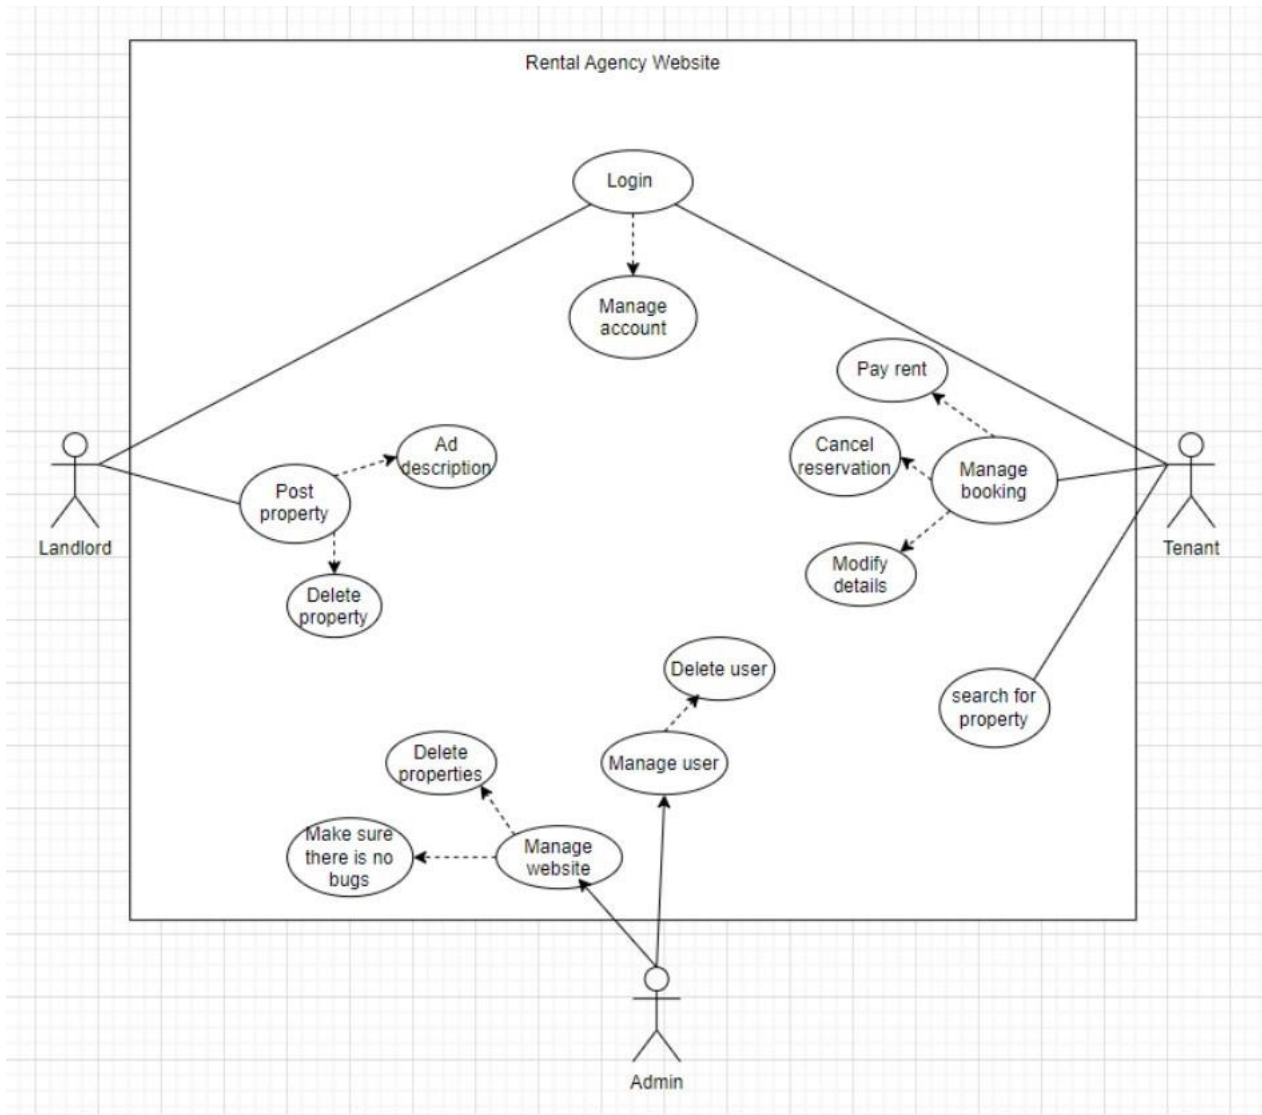 Rental Agency Website
Login
Manage
account
Pay rent
Ad
description
Cancel
reservation
Manage
booking
Post
property
Landlord
Tenant
Modify
details
Delete
property
Delete user
search for
property
Delete
properties
Manage user
Make sure
there is no
bugs
Manage
website
Admin